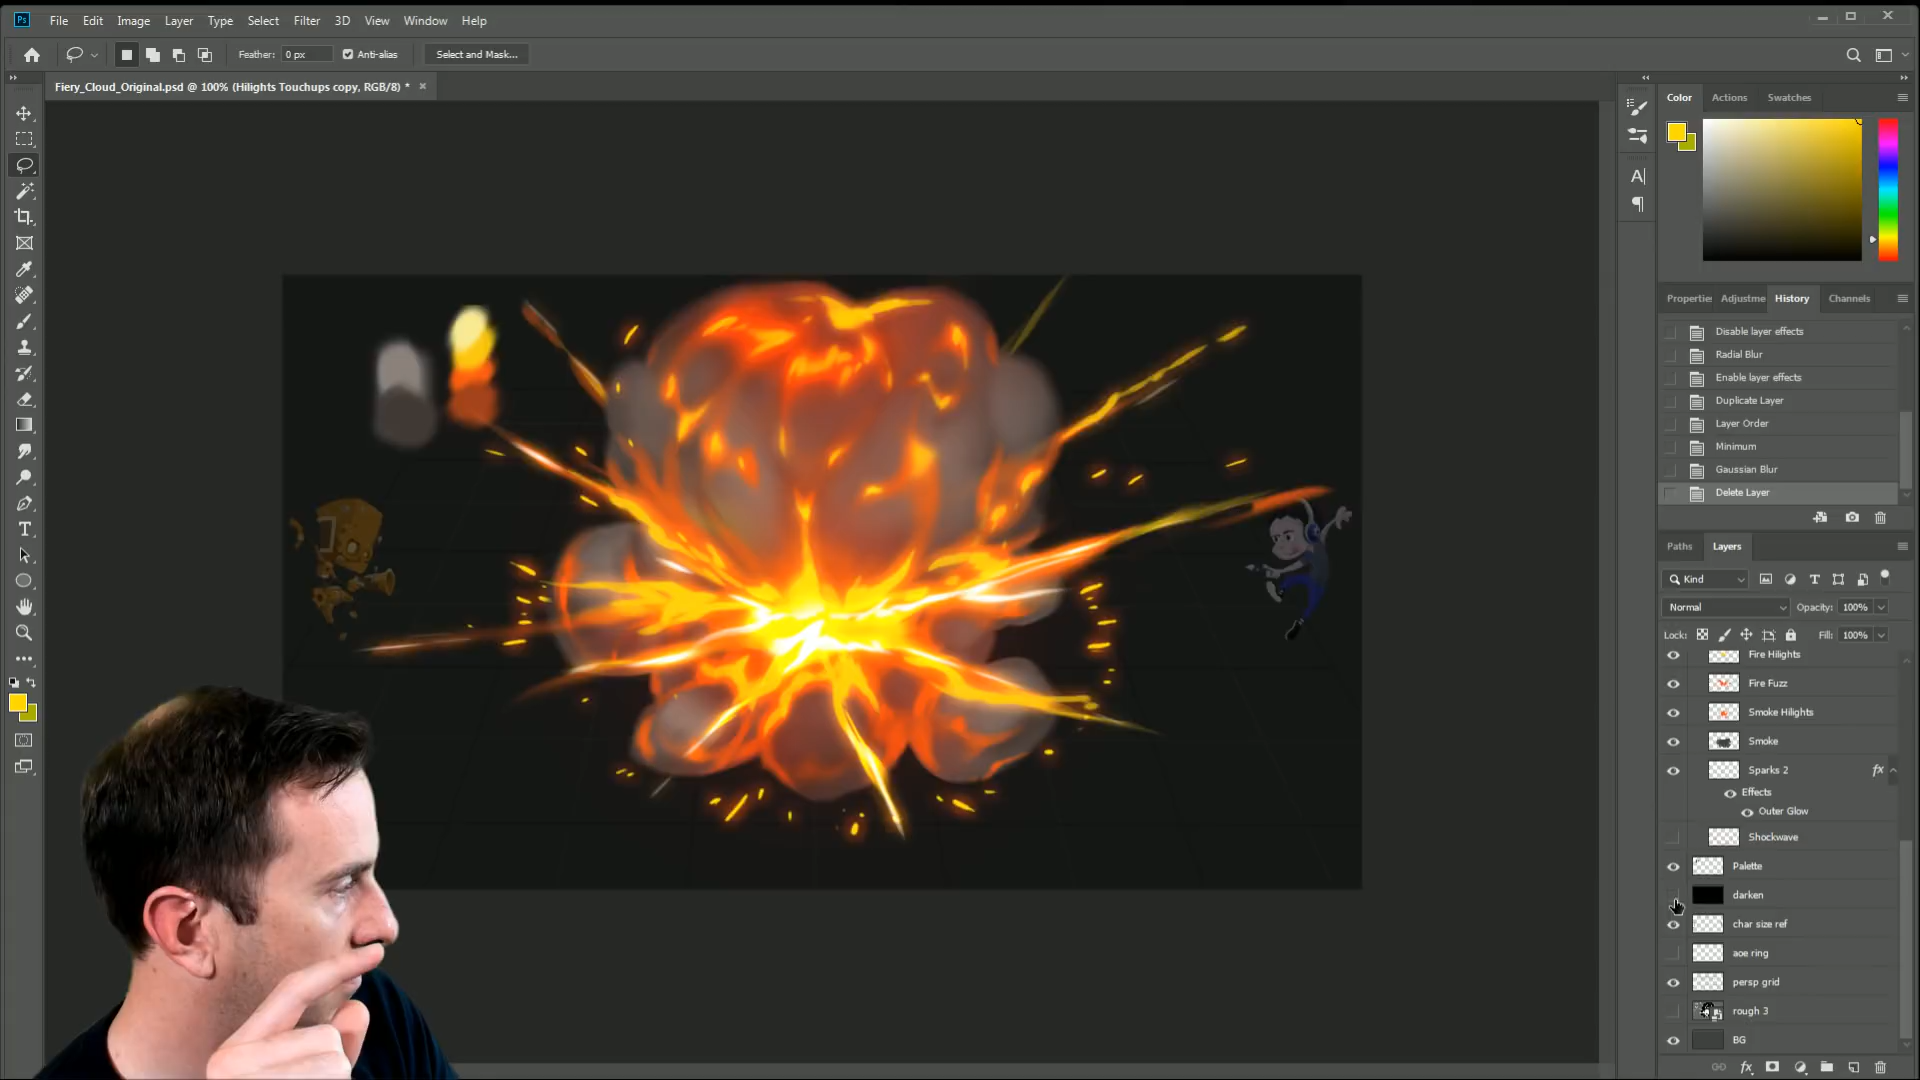 Ps File Edit Image Layer Type Select Filter 3D View Window Help
Feather: 0 px Anti-alias Select and Mask...
Fiery_Cloud_Original.psd @ 100% (Hilights Touchups copy, RGB/8) *
Color Actions Swatches
Properties Adjustme History Channels
Disable layer effects
Radial Blur
Enable layer effects
Duplicate Layer
Layer Order
Minimum
Gaussian Blur
Delete Layer
Paths Layers
Kind
Normal Opacity: 100%
Lock: Fill: 100%
Fire Hilights
Fire Fuzz
Smoke Hilights
Smoke
Sparks 2 fx
Effects
Outer Glow
Shockwave
Palette
darken
char size ref
aoe ring
persp grid
rough 3
BG
fx